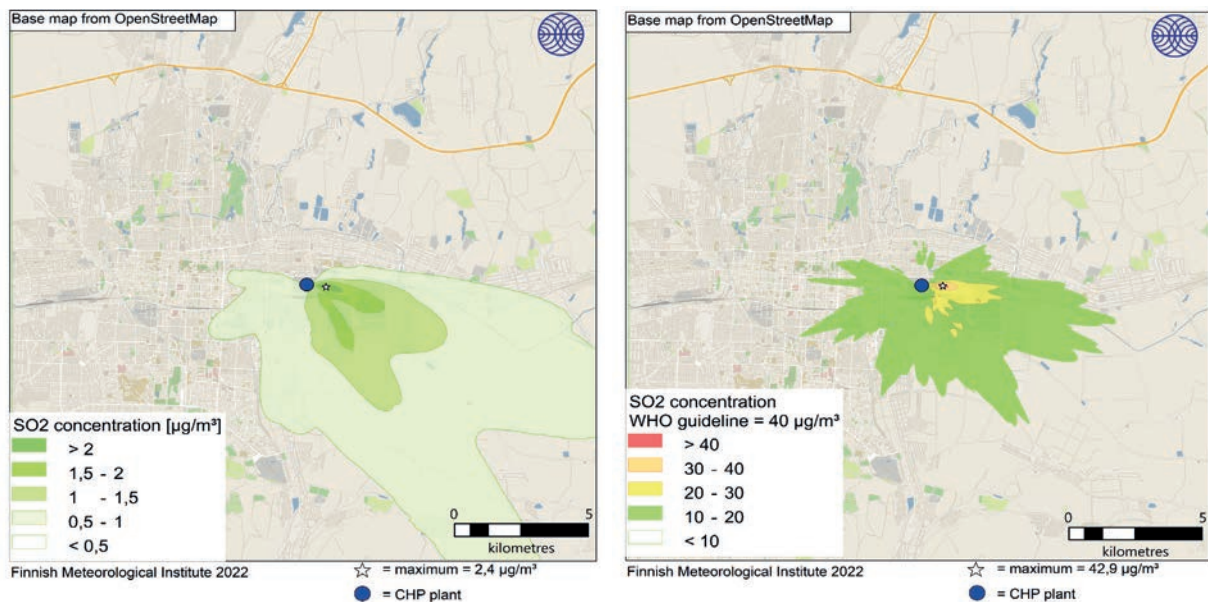 Base map from OpenStreetMap
SO2 concentration [µg/m³]
> 2
1,5 - 2
1 - 1,5
0,5 - 1
< 0,5
5
kilometres
Finnish Meteorological Institute 2022
= maximum = 2,4 µg/m³
= CHP plant
Base map from OpenStreetMap
SO2 concentration
WHO guideline = 40 µg/m³
> 40
30 - 40
20 - 30
10 - 20
< 10
5
kilometres
Finnish Meteorological Institute 2022
= maximum = 42,9 µg/m³
= CHP plant